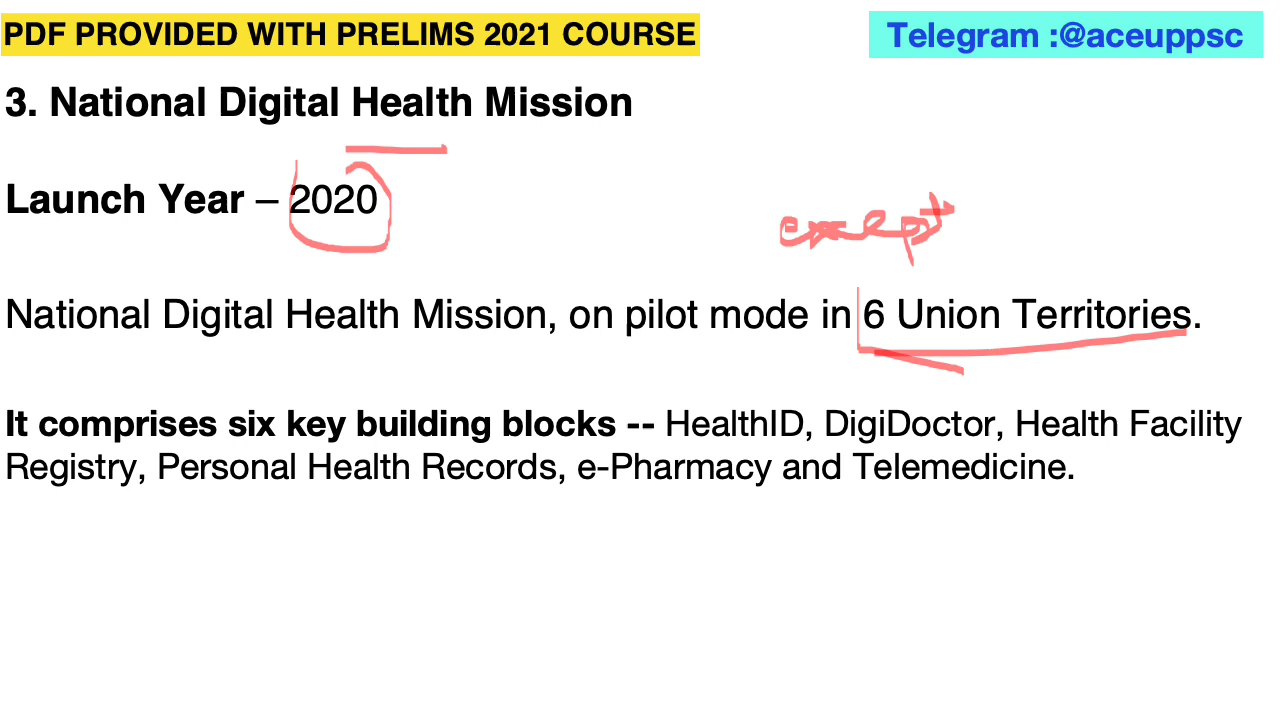 PDF PROVIDED WITH PRELIMS 2021 COURSE
Telegram :@aceuppsc
3. National Digital Health Mission
Launch Year – 2020
except
National Digital Health Mission, on pilot mode in 6 Union Territories.
It comprises six key building blocks -- HealthID, DigiDoctor, Health Facility
Registry, Personal Health Records, e-Pharmacy and Telemedicine.